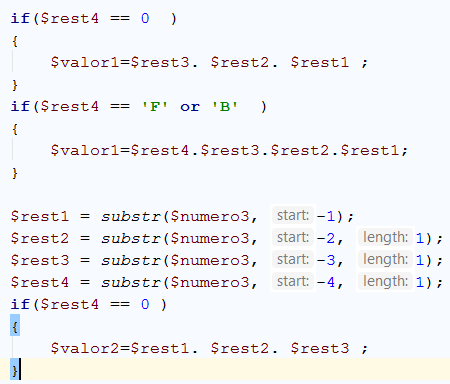 if($rest4 == 0  )
{
    $valor1=$rest3. $rest2. $rest1 ;
}
if($rest4 == 'F' or 'B'  )
{
    $valor1=$rest4.$rest3.$rest2.$rest1;
}
$rest1 = substr($numero3, start: -1);
$rest2 = substr($numero3, start: -2, length: 1);
$rest3 = substr($numero3, start: -3, length: 1);
$rest4 = substr($numero3, start: -4, length: 1);
if($rest4 == 0 )
{
    $valor2=$rest1. $rest2. $rest3 ;
}